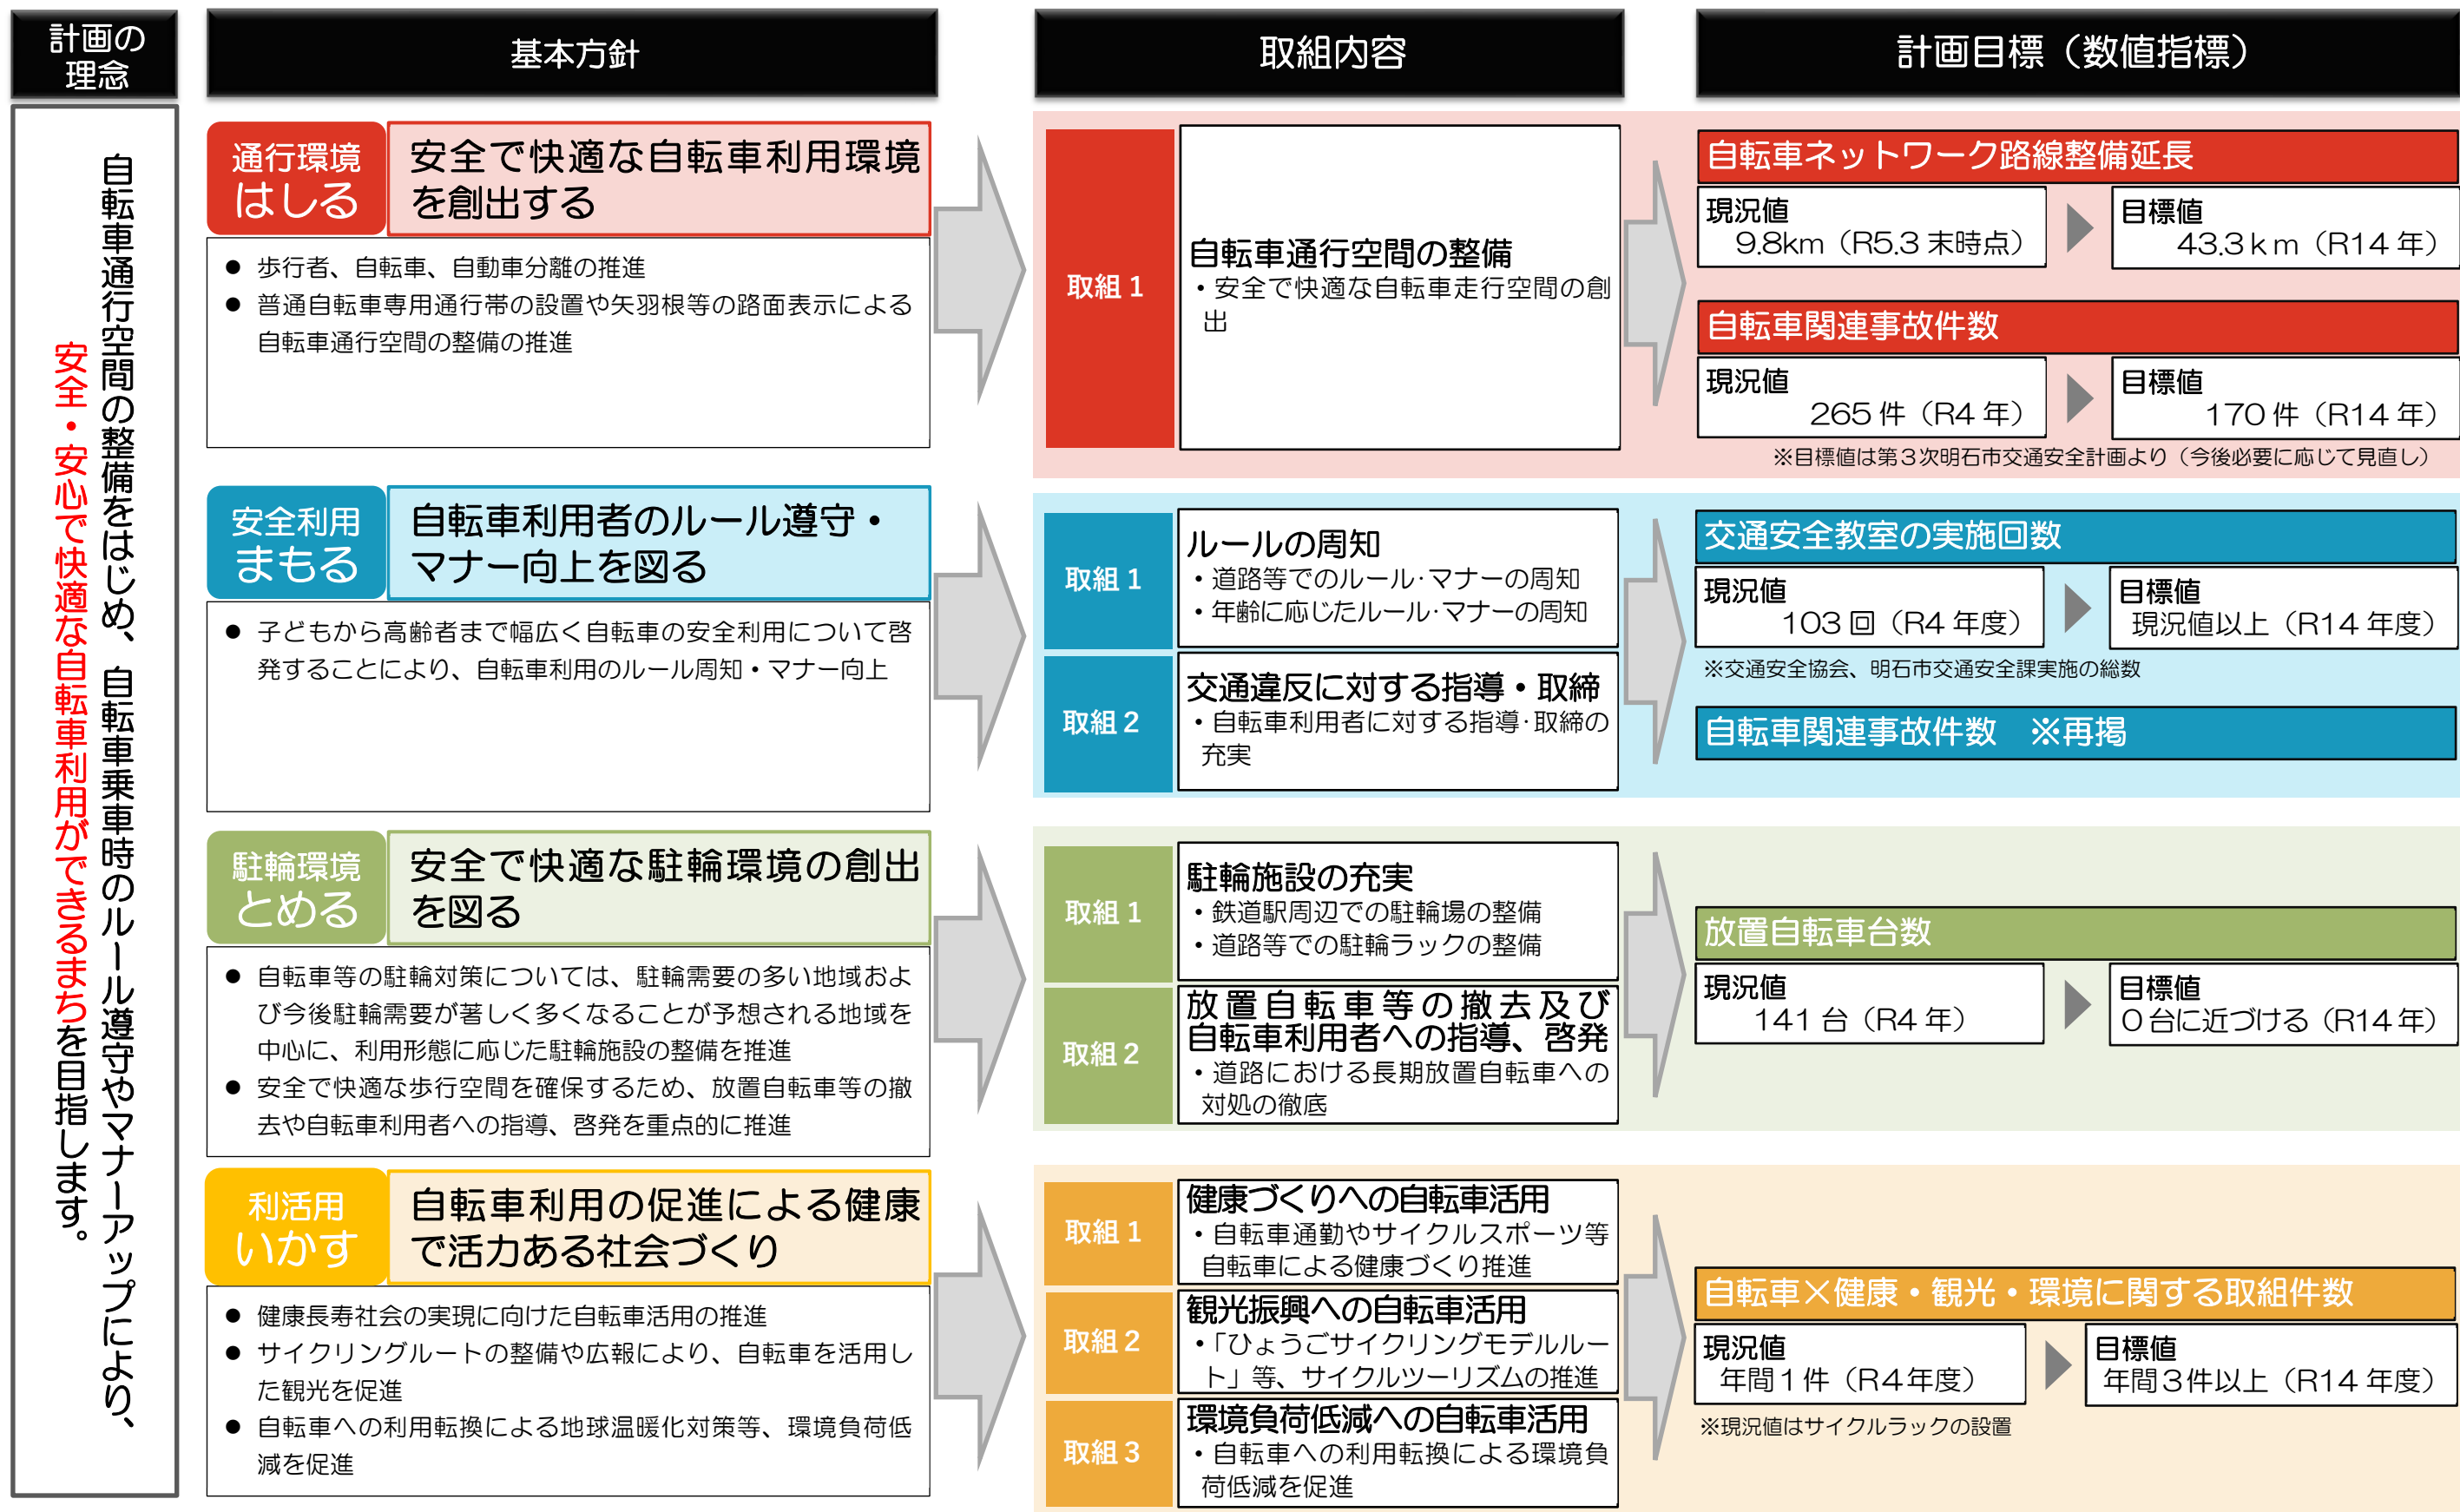 計画の
理念
自転車通行空間の整備をはじめ、自転車乗車時のルール遵守やマナーアップにより、
安全・安心で快適な自転車利用ができるまちを目指します。
基本方針
取組内容
計画目標（数値指標）
通行環境
はしる
安全で快適な自転車利用環境
を創出する
● 歩行者、自転車、自動車分離の推進
● 普通自転車専用通行帯の設置や矢羽根等の路面表示による
自転車通行空間の整備の推進
取組１
自転車通行空間の整備
・安全で快適な自転車走行空間の創
出
自転車ネットワーク路線整備延長
現況値
9.8km（R5.3 末時点）
目標値
43.3ｋｍ（R14 年）
自転車関連事故件数
現況値
265 件（R4 年）
目標値
170 件（R14 年）
※目標値は第３次明石市交通安全計画より（今後必要に応じて見直し）
安全利用
まもる
自転車利用者のルール遵守・
マナー向上を図る
● 子どもから高齢者まで幅広く自転車の安全利用について啓
発することにより、自転車利用のルール周知・マナー向上
取組１
ルールの周知
・道路等でのルール･マナーの周知
・年齢に応じたルール･マナーの周知
取組２
交通違反に対する指導・取締
・自転車利用者に対する指導･取締の
充実
交通安全教室の実施回数
現況値
103 回（R4 年度）
目標値
現況値以上（R14 年度）
※交通安全協会、明石市交通安全課実施の総数
自転車関連事故件数　※再掲
駐輪環境
とめる
安全で快適な駐輪環境の創出
を図る
● 自転車等の駐輪対策については、駐輪需要の多い地域およ
び今後駐輪需要が著しく多くなることが予想される地域を
中心に、利用形態に応じた駐輪施設の整備を推進
● 安全で快適な歩行空間を確保するため、放置自転車等の撤
去や自転車利用者への指導、啓発を重点的に推進
取組１
駐輪施設の充実
・鉄道駅周辺での駐輪場の整備
・道路等での駐輪ラックの整備
取組２
放置自転車等の撤去及び
自転車利用者への指導、啓発
・道路における長期放置自転車への
対処の徹底
放置自転車台数
現況値
141 台（R4 年）
目標値
０台に近づける（R14 年）
利活用
いかす
自転車利用の促進による健康
で活力ある社会づくり
● 健康長寿社会の実現に向けた自転車活用の推進
● サイクリングルートの整備や広報により、自転車を活用し
た観光を促進
● 自転車への利用転換による地球温暖化対策等、環境負荷低
減を促進
取組１
健康づくりへの自転車活用
・自転車通勤やサイクルスポーツ等
自転車による健康づくり推進
取組２
観光振興への自転車活用
・「ひょうごサイクリングモデルルー
ト」等、サイクルツーリズムの推進
取組３
環境負荷低減への自転車活用
・自転車への利用転換による環境負
荷低減を促進
自転車×健康・観光・環境に関する取組件数
現況値
年間１件（R4年度）
目標値
年間３件以上（R14 年度）
※現況値はサイクルラックの設置